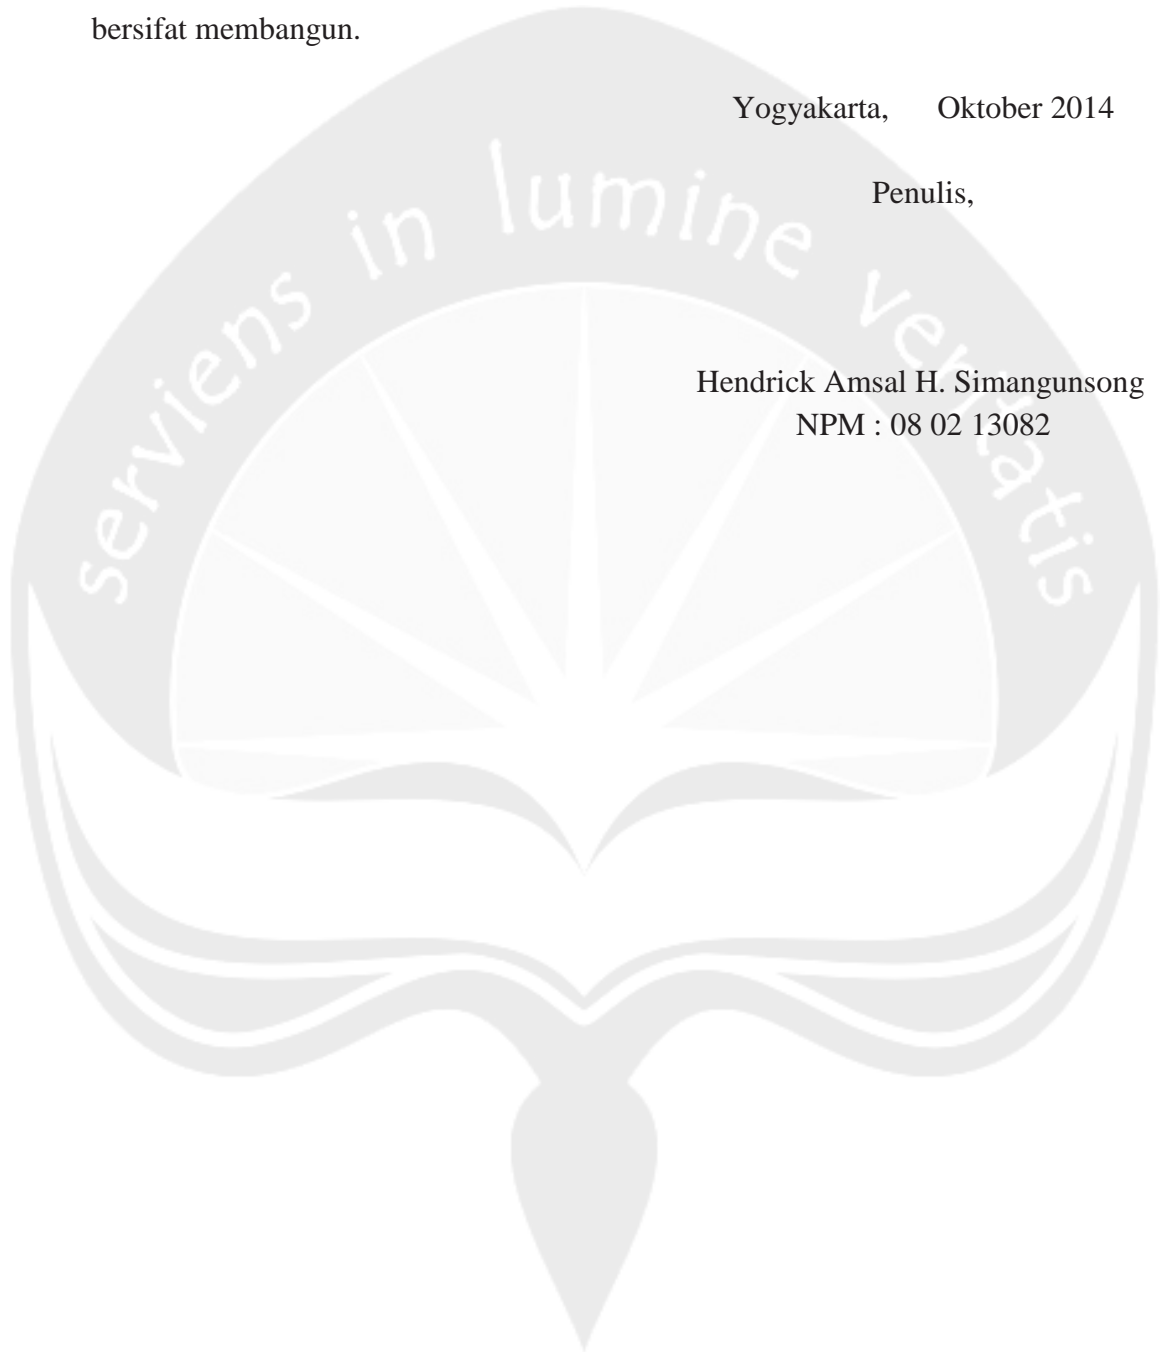 bersifat membangun.
Yogyakarta, Oktober 2014
Penulis,
serviens in lumine veritatis
Hendrick Amsal H. Simangunsong
NPM : 08 02 13082